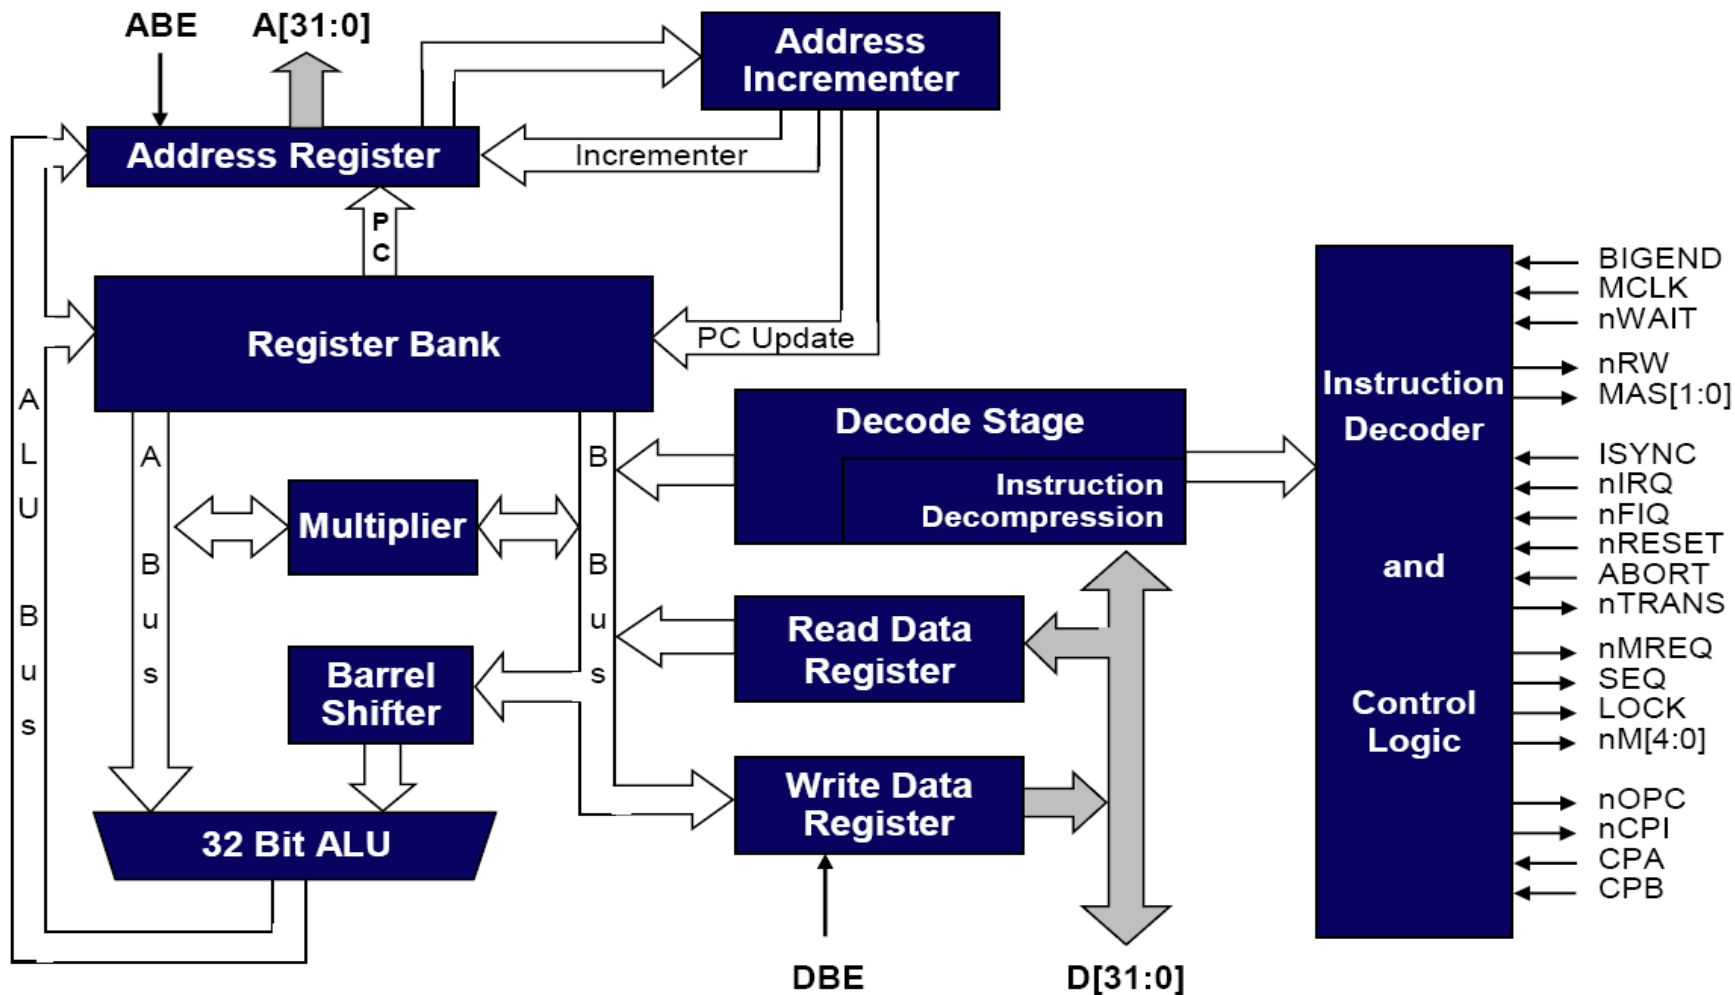 ABE
A[31:0]
Address
Incrementer
Address Register
Incrementer
P
C
Register Bank
PC Update
A
L
U
B
u
s
A
B
u
s
B
B
u
s
Decode Stage
Instruction
Decompression
Multiplier
Read Data
Register
Barrel
Shifter
Write Data
Register
32 Bit ALU
DBE
D[31:0]
Instruction
Decoder
and
Control
Logic
BIGEND
MCLK
nWAIT
nRW
MAS[1:0]
ISYNC
nIRQ
nFIQ
nRESET
ABORT
nTRANS
nMREQ
SEQ
LOCK
nM[4:0]
nOPC
nCPI
CPA
CPB